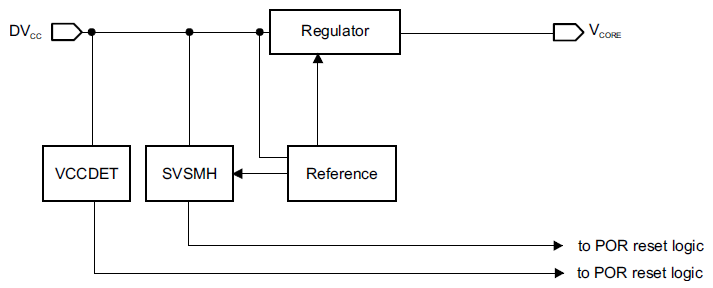 DVCC
Regulator
VCORE
VCCDET
SVSMH
Reference
to POR reset logic
to POR reset logic